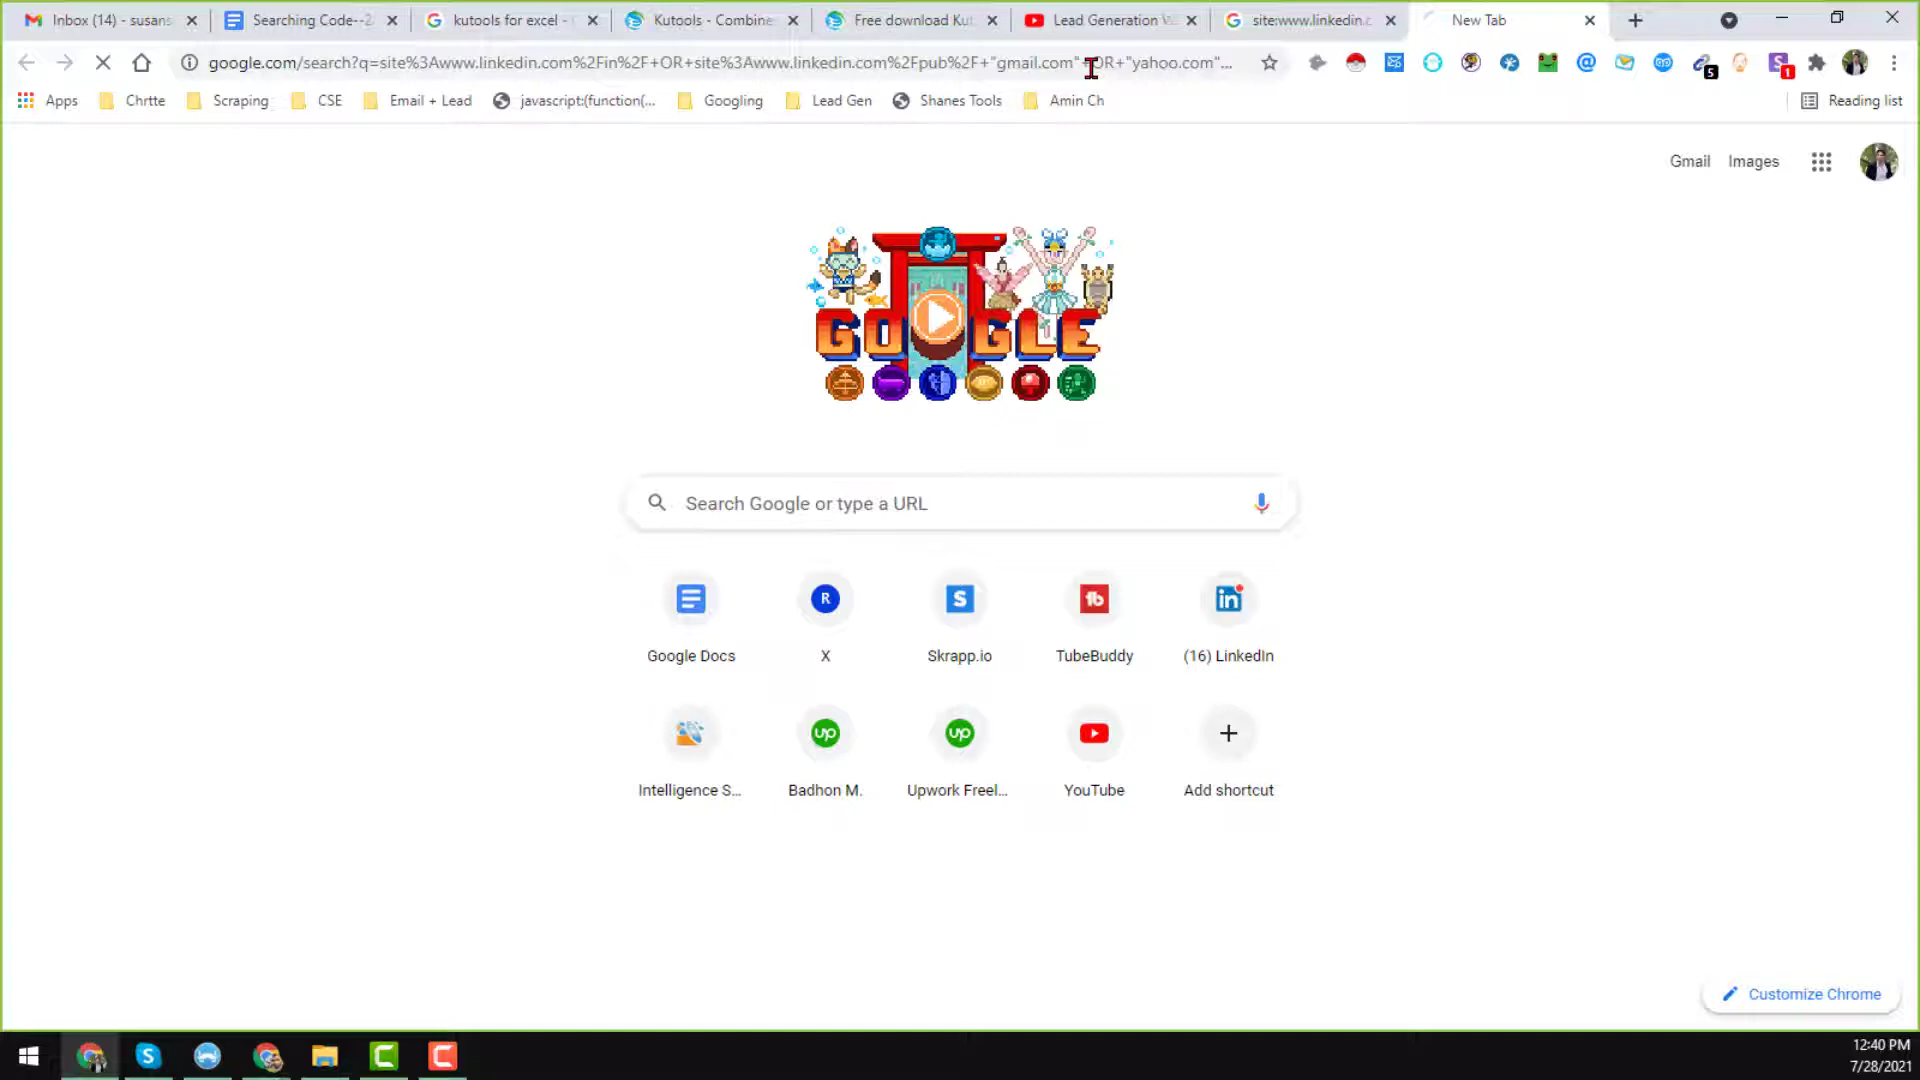 Inbox (14) - susans
Searching Code--2
kutools for excel -
Kutools - Combine
Free download Kut
Lead Generation V
site:www.linkedin.c
New Tab
google.com/search?q=site%3Awww.linkedin.com%2Fin%2F+OR+site%3Awww.linkedin.com%2Fpub%2F+"gmail.com"+OR+"yahoo.com"...
5
1
Apps
Chrtte
Scraping
CSE
Email + Lead
javascript:(function(...
Googling
Lead Gen
Shanes Tools
Amin Ch
Reading list
Gmail
Images
GOOGLE
Search Google or type a URL
Google Docs
X
Skrapp.io
TubeBuddy
(16) LinkedIn
Intelligence S...
Badhon M.
Upwork Freel...
YouTube
Add shortcut
Customize Chrome
12:40 PM
7/28/2021